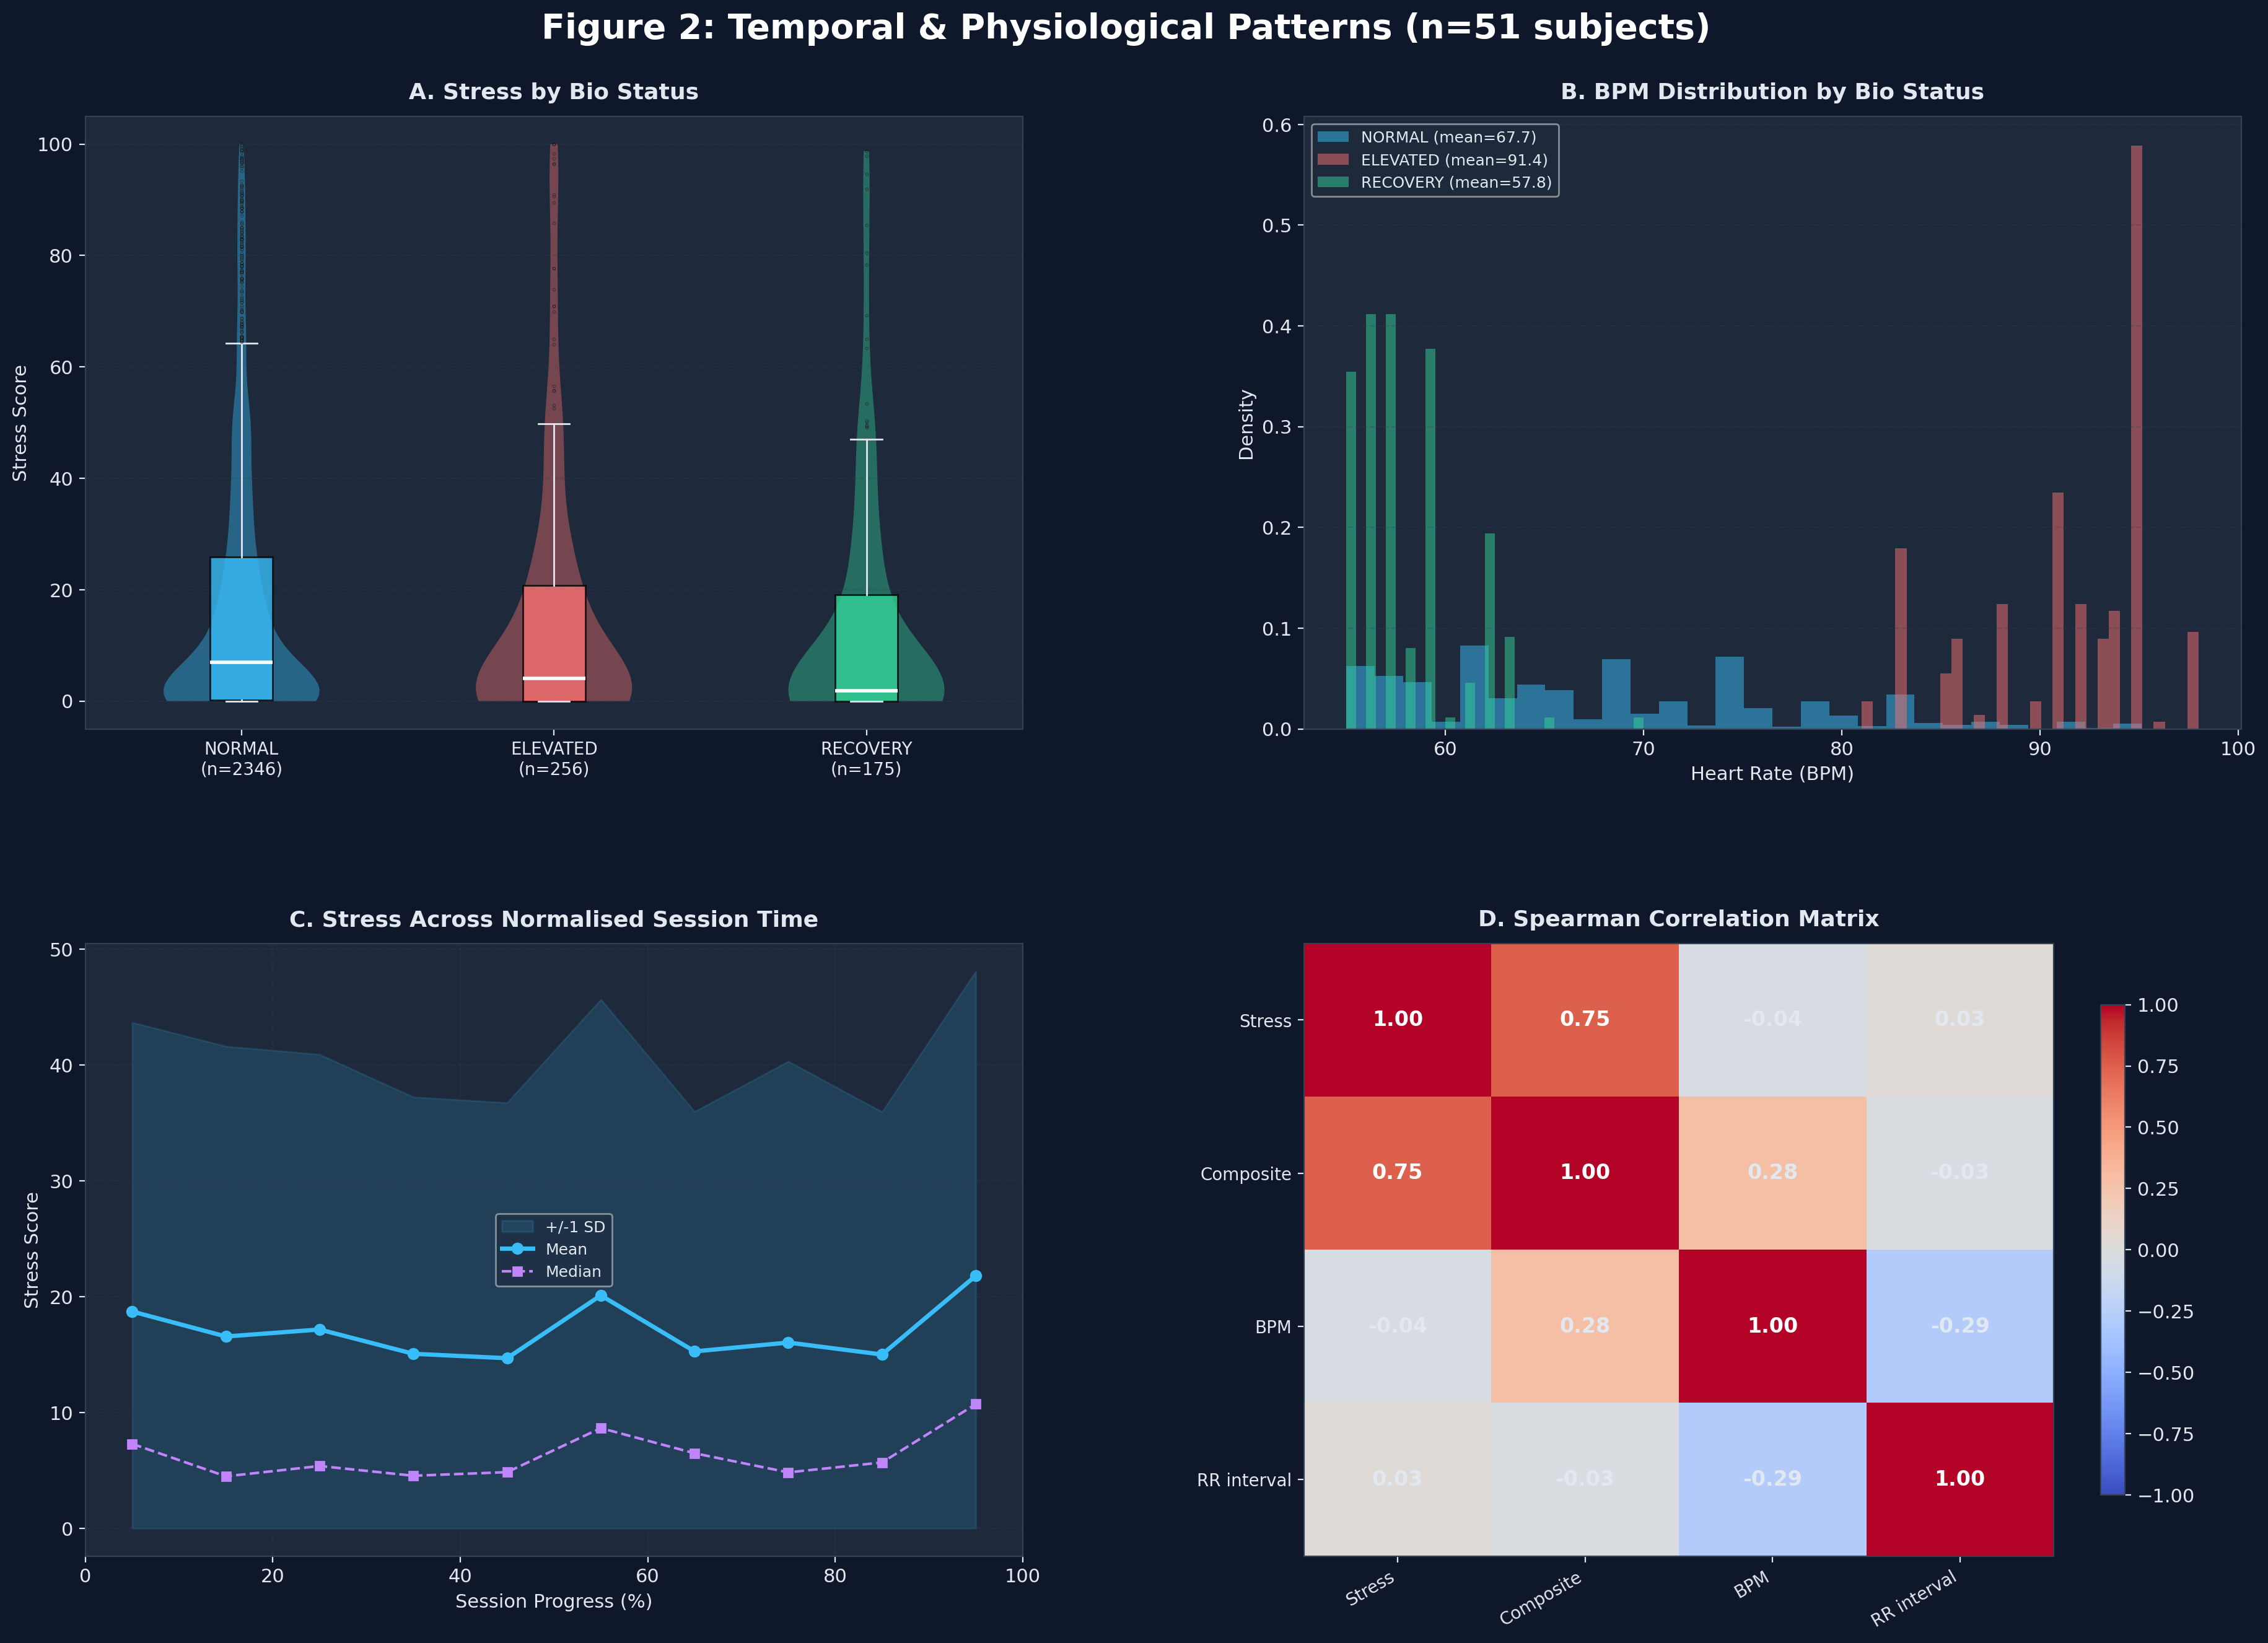 Figure 2: Temporal & Physiological Patterns (n=51 subjects)
A. Stress by Bio Status
100
80
60
40
20
0
Stress Score
NORMAL
(n=2346)
ELEVATED
(n=256)
RECOVERY
(n=175)
B. BPM Distribution by Bio Status
NORMAL (mean=67.7)
ELEVATED (mean=91.4)
RECOVERY (mean=57.8)
0.6
0.5
0.4
0.3
0.2
0.1
0.0
Density
60 70 80 90 100
Heart Rate (BPM)
C. Stress Across Normalised Session Time
50
40
30
20
10
0
Stress Score
+/-1 SD
Mean
Median
0 20 40 60 80 100
Session Progress (%)
D. Spearman Correlation Matrix
Stress 1.00 0.75 -0.04 0.03
Composite 0.75 1.00 0.28 -0.03
BPM -0.04 0.28 1.00 -0.29
RR interval 0.03 -0.03 -0.29 1.00
Stress Composite BPM RR interval
1.00
0.75
0.50
0.25
0.00
−0.25
−0.50
−0.75
−1.00